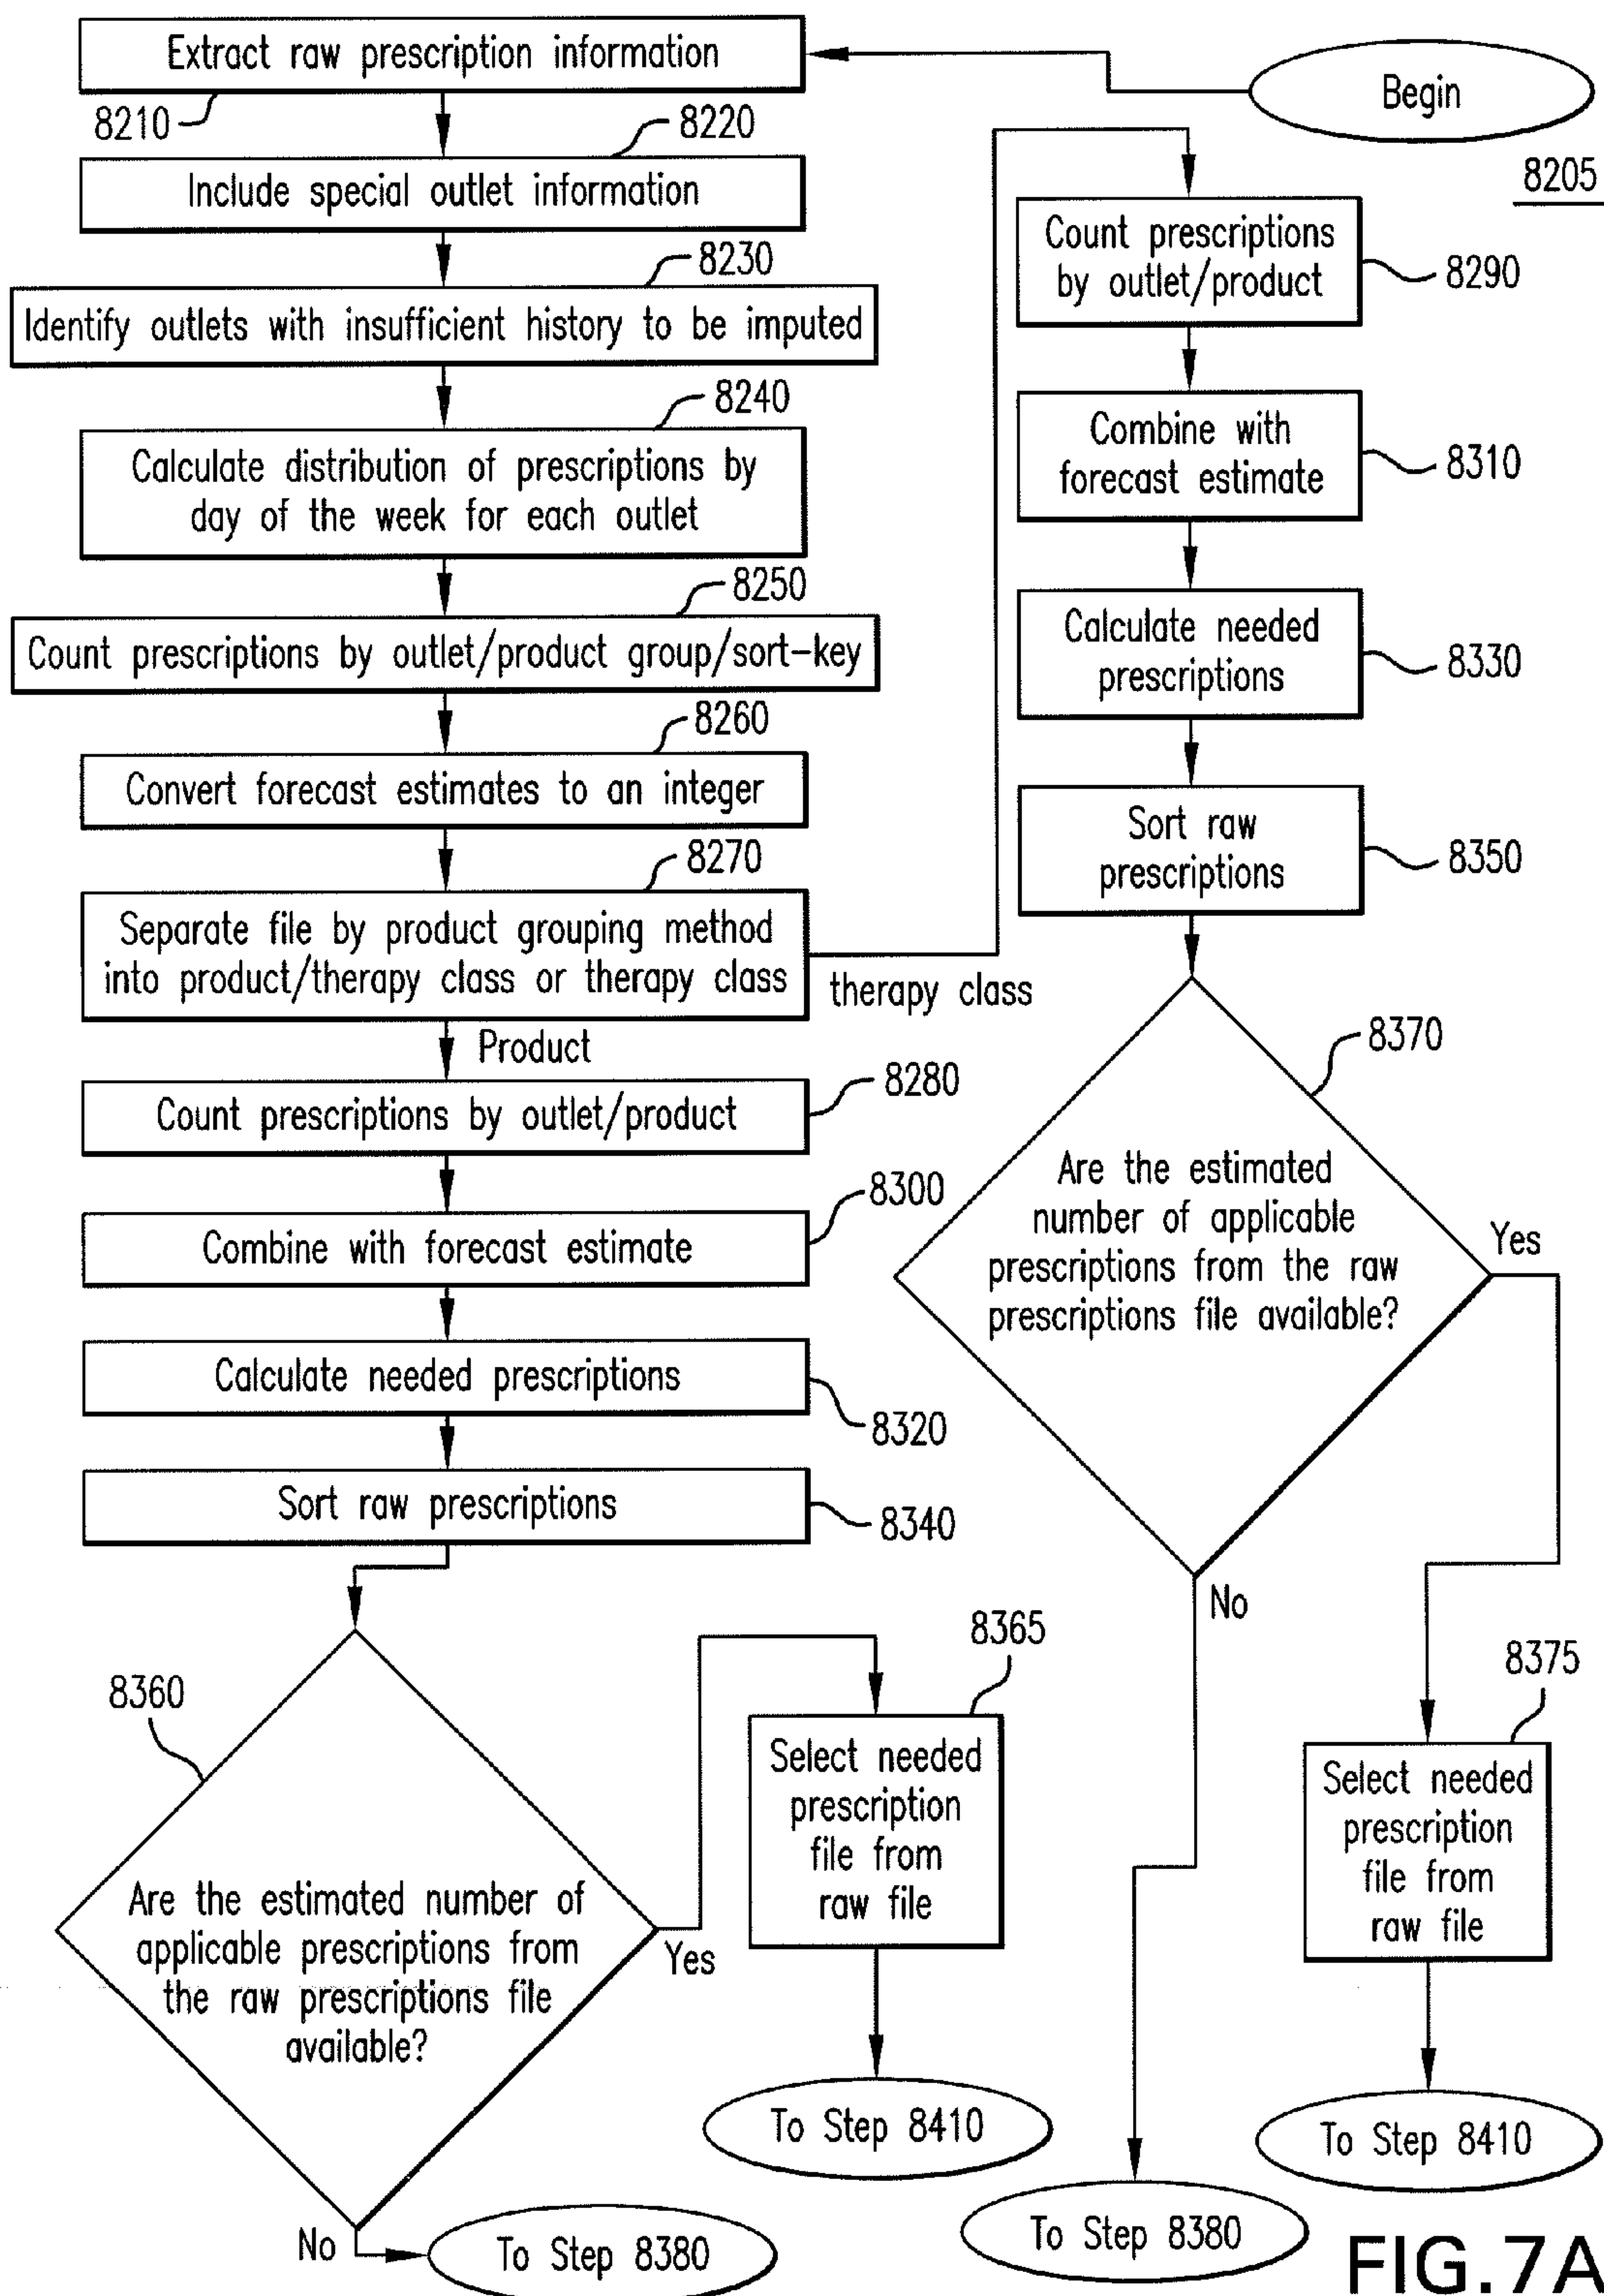 Extract raw prescription information
Begin
8210
8220
8205
Include special outlet information
8230
Identify outlets with insufficient history to be imputed
8240
Calculate distribution of prescriptions by
day of the week for each outlet
8250
Count prescriptions by outlet/product group/sort-key
8260
Convert forecast estimates to an integer
8270
Separate file by product grouping method
into product/therapy class or therapy class
therapy class
Product
Count prescriptions by outlet/product
8280
Combine with forecast estimate
8300
Calculate needed prescriptions
8320
Sort raw prescriptions
8340
8360
Are the estimated number of
applicable prescriptions from
the raw prescriptions file
available?
Yes
No
8365
Select needed
prescription
file from
raw file
To Step 8410
To Step 8380
Count prescriptions
by outlet/product
8290
Combine with
forecast estimate
8310
Calculate needed
prescriptions
8330
Sort raw
prescriptions
8350
8370
Are the estimated
number of applicable
prescriptions from the raw
prescriptions file available?
Yes
No
8375
Select needed
prescription
file from
raw file
To Step 8410
To Step 8380
FIG.7A